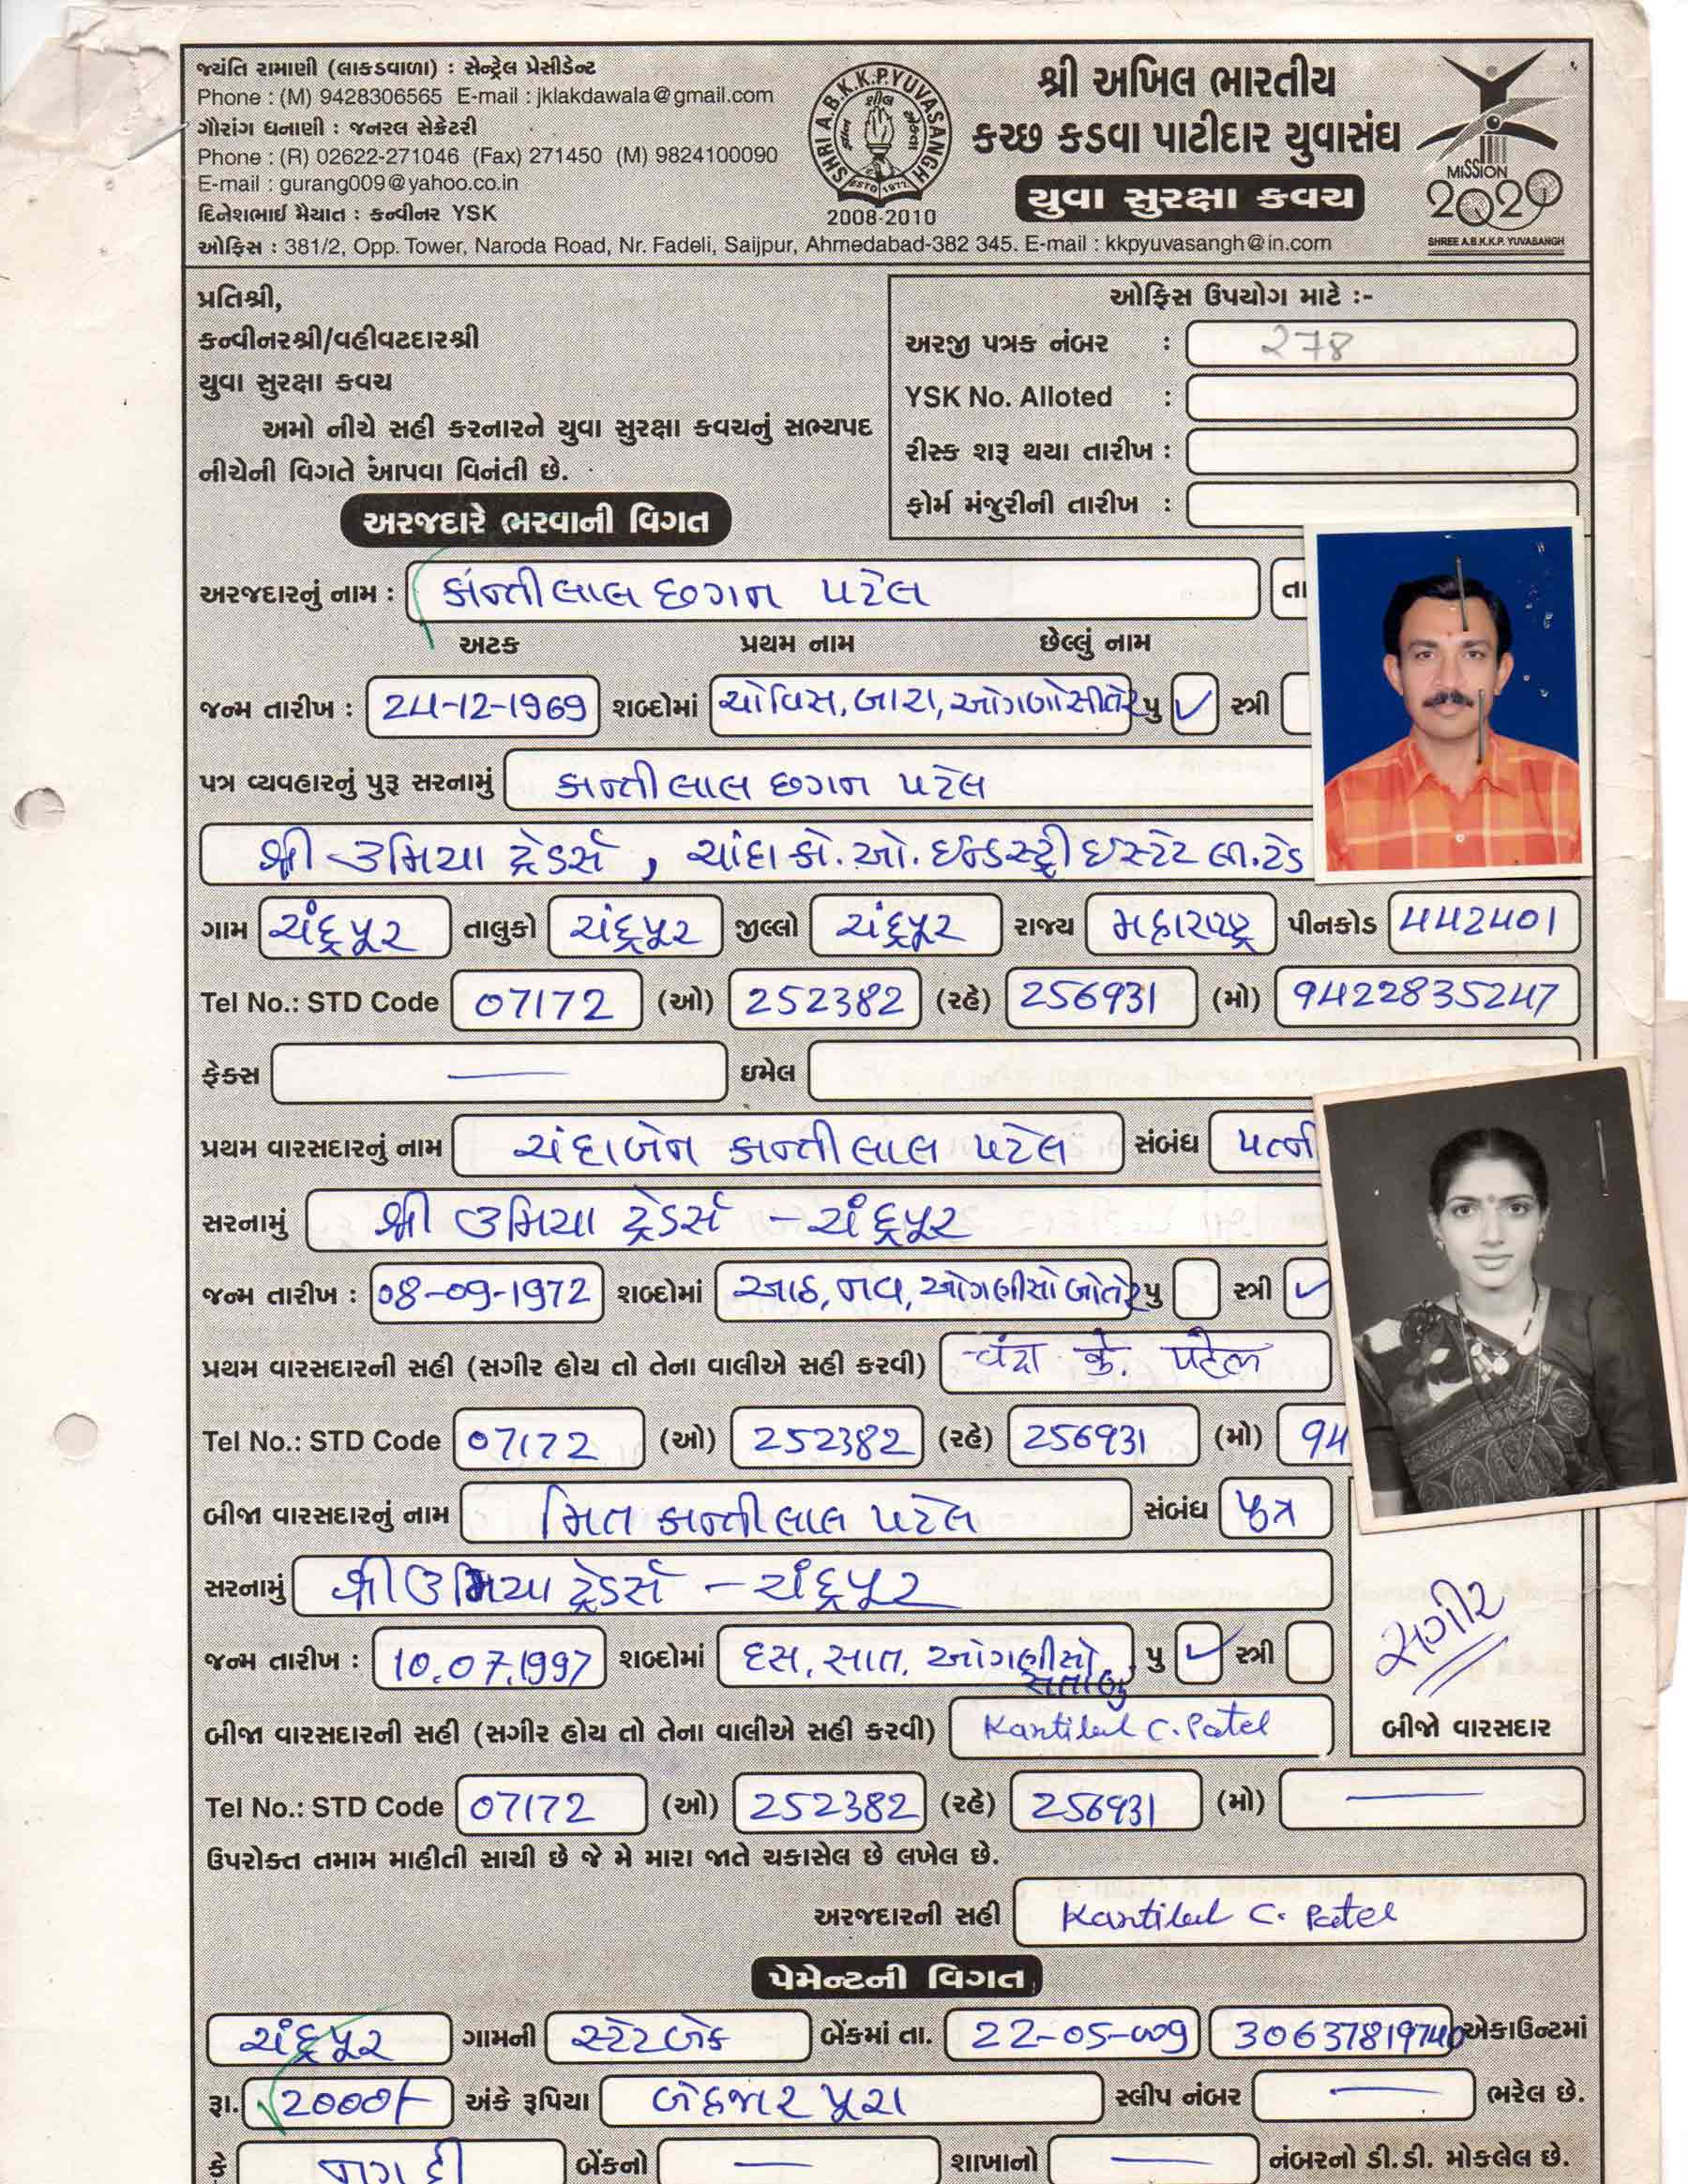 જયંતિ રામાણી (લાકડવાળા) : સેન્ટ્રેલ પ્રેસીડેન્ટ
Phone : (M) 9428306565 E-mail : jklakdawala@gmail.com
ગૌરાંગ ધનાણી : જનરલ સેક્રેટરી
Phone : (R) 02622-271046 (Fax) 271450 (M) 9824100090
E-mail : gurang009@yahoo.co.in
દિનેશભાઈ મૈયાત : કન્વીનર YSK
SHRI A.B.K.K.P. YUVASANGH
ESTD 1972
2008-2010
શ્રી અખિલ ભારતીય
કચ્છ કડવા પાટીદાર યુવાસંઘ
યુવા સુરક્ષા કવચ
MISSION
2020
SHREE A.B.K.K.P. YUVASANGH
ઓફિસ : 381/2, Opp. Tower, Naroda Road, Nr. Fadeli, Saijpur, Ahmedabad-382 345. E-mail : kkpyuvasangh@in.com
પ્રતિશ્રી,
કન્વીનરશ્રી/વહીવટદારશ્રી
યુવા સુરક્ષા કવચ
અમો નીચે સહી કરનારને યુવા સુરક્ષા કવચનું સભ્યપદ
નીચેની વિગતે આપવા વિનંતી છે.
ઓફિસ ઉપયોગ માટે :-
અરજી પત્રક નંબર : 278
YSK No. Alloted :
રીસ્ક શરૂ થયા તારીખ :
ફોર્મ મંજુરીની તારીખ :
અરજદારે ભરવાની વિગત
અરજદારનું નામ : કાંન્તીલાલ છગન પટેલ તા
અટક પ્રથમ નામ છેલ્લું નામ
જન્મ તારીખ : 24-12-1969 શબ્દોમાં ચોવિસ, બારા, ઓગણોસીતેર પુ ✓ સ્ત્રી
પત્ર વ્યવહારનું પુરૂ સરનામું કાન્તીલાલ છગન પટેલ
શ્રી ઉમિયા ટ્રેડર્સ, ચાંદા કો.ઓ. ઇન્ડસ્ટ્રી ઇસ્ટેટ લી.ટેડ
ગામ ચંદ્રપૂર તાલુકો ચંદ્રપૂર જીલ્લો ચંદ્રપૂર રાજ્ય મહારાષ્ટ્ર પીનકોડ 442401
Tel No.: STD Code 07172 (ઓ) 252382 (રહે) 256931 (મો) 9422835247
ફેક્સ — ઇમેલ
પ્રથમ વારસદારનું નામ ચંદાબેન કાન્તીલાલ પટેલ સંબંધ પત્ની
સરનામું શ્રી ઉમિયા ટ્રેડર્સ - ચંદ્રપૂર
જન્મ તારીખ : 08-09-1972 શબ્દોમાં આઠ, નવ, ઓગણીસો બોતેર પુ સ્ત્રી ✓
પ્રથમ વારસદારની સહી (સગીર હોય તો તેના વાલીએ સહી કરવી) चंदा के. पटेल
Tel No.: STD Code 07172 (ઓ) 252382 (રહે) 256931 (મો) 94
બીજા વારસદારનું નામ મિત કાન્તીલાલ પટેલ સંબંધ પુત્ર
સરનામું શ્રી ઉમિયા ટ્રેડર્સ - ચંદ્રપૂર
જન્મ તારીખ : 10.07.1997 શબ્દોમાં દસ, સાત, ઓગણીસો સતાણુ પુ ✓ સ્ત્રી
સગીર
બીજો વારસદાર
બીજા વારસદારની સહી (સગીર હોય તો તેના વાલીએ સહી કરવી) Kantilal C. Patel
Tel No.: STD Code 07172 (ઓ) 252382 (રહે) 256931 (મો) —
ઉપરોક્ત તમામ માહીતી સાચી છે જે મે મારા જાતે ચકાસેલ છે લખેલ છે.
અરજદારની સહી Kantilal C. Patel
પેમેન્ટની વિગત
ચંદ્રપૂર ગામની સ્ટેટ બેંક બેંકમાં તા. 22-05-009 30637819740 એકાઉન્ટમાં
રૂા. 2000/- અંકે રૂપિયા બેહજાર પૂરા સ્લીપ નંબર — ભરેલ છે.
કે બેંકનો — શાખાનો — નંબરનો ડી.ડી. મોકલેલ છે.